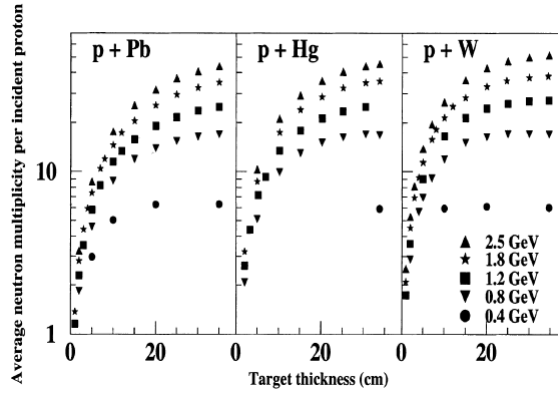 Average neutron multiplicity per incident proton
p + Pb
p + Hg
p + W
10
1
2.5 GeV
1.8 GeV
1.2 GeV
0.8 GeV
0.4 GeV
0 20 0 20 0 20
Target thickness (cm)